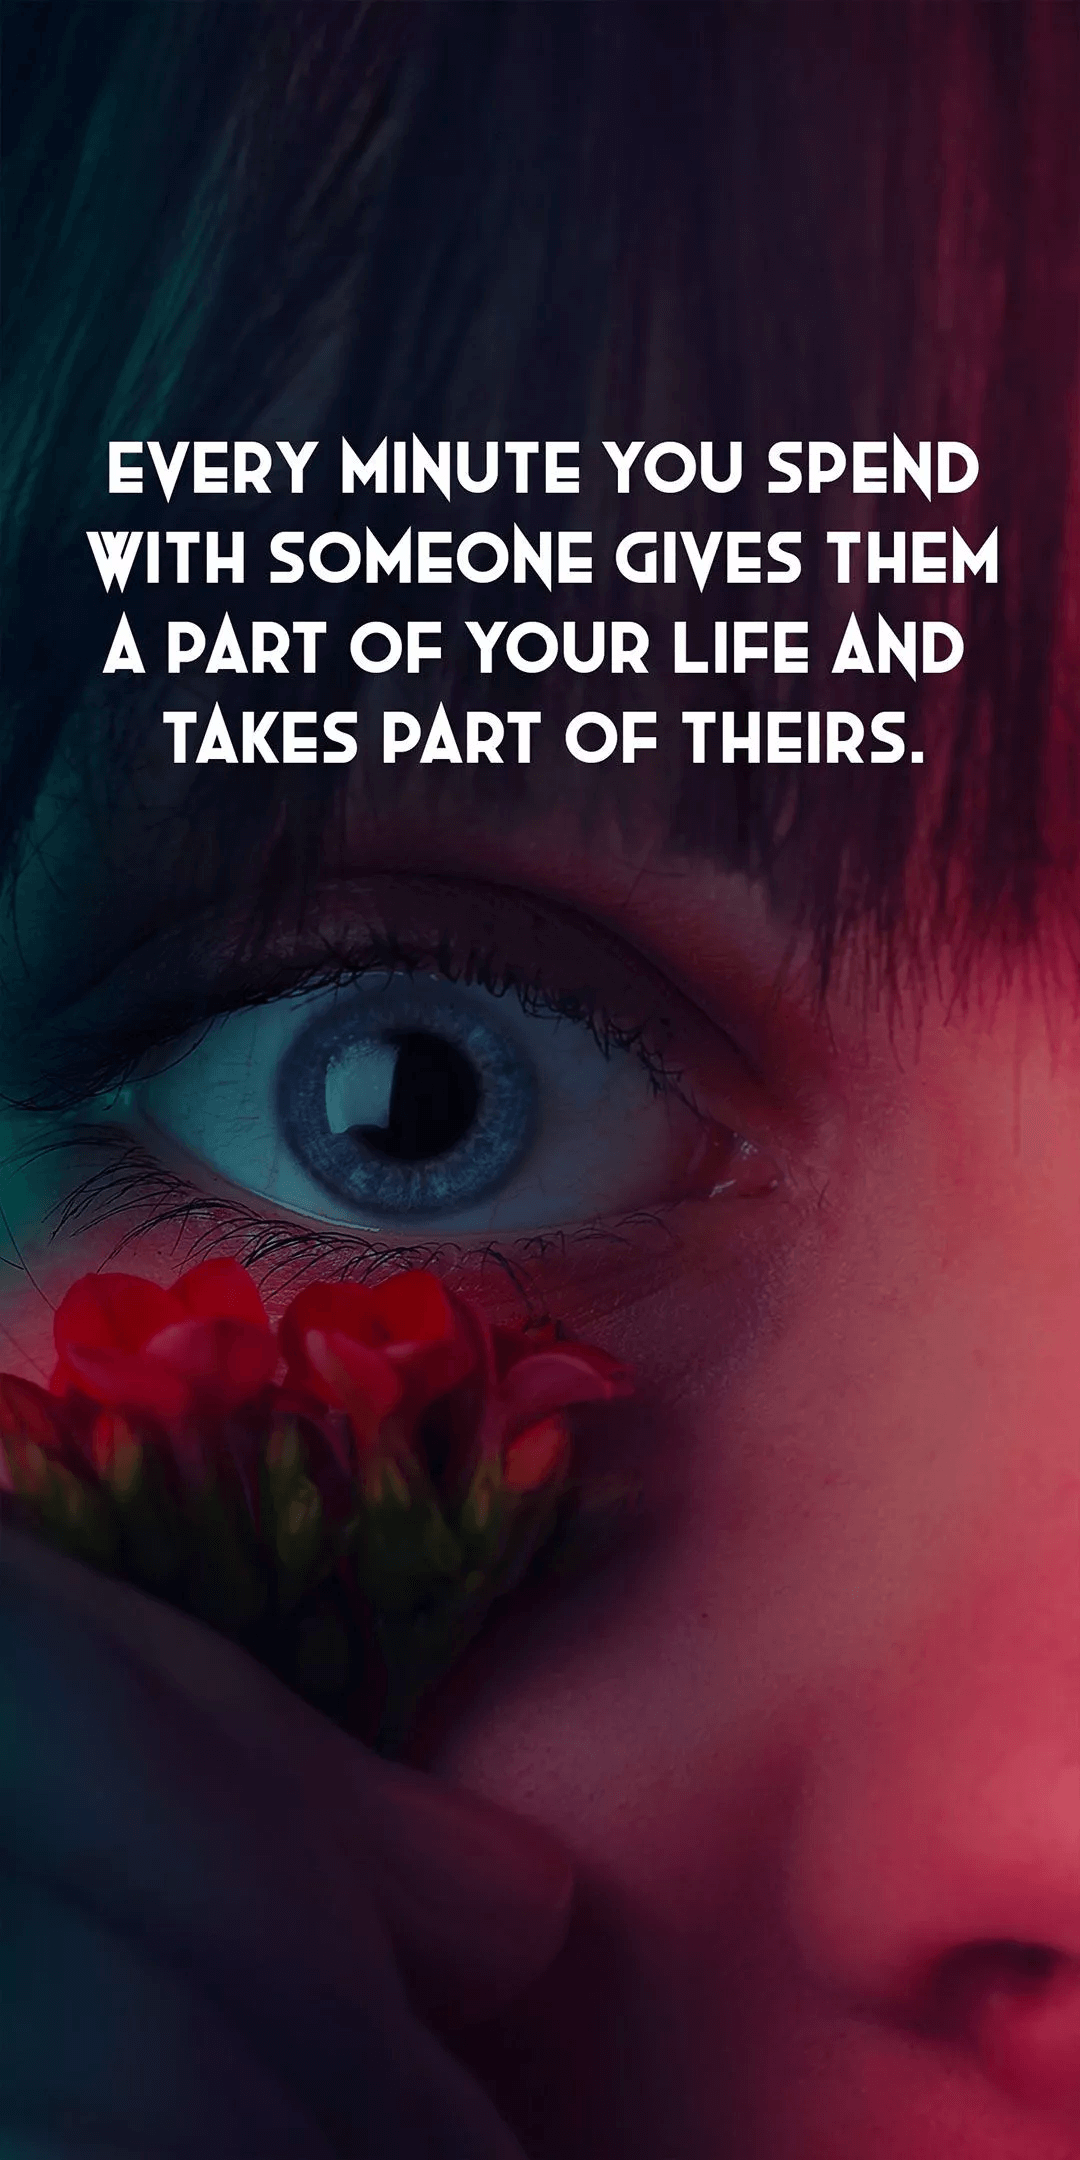 EVERY MINUTE YOU SPEND
WITH SOMEONE GIVES THEM
A PART OF YOUR LIFE AND
TAKES PART OF THEIRS.